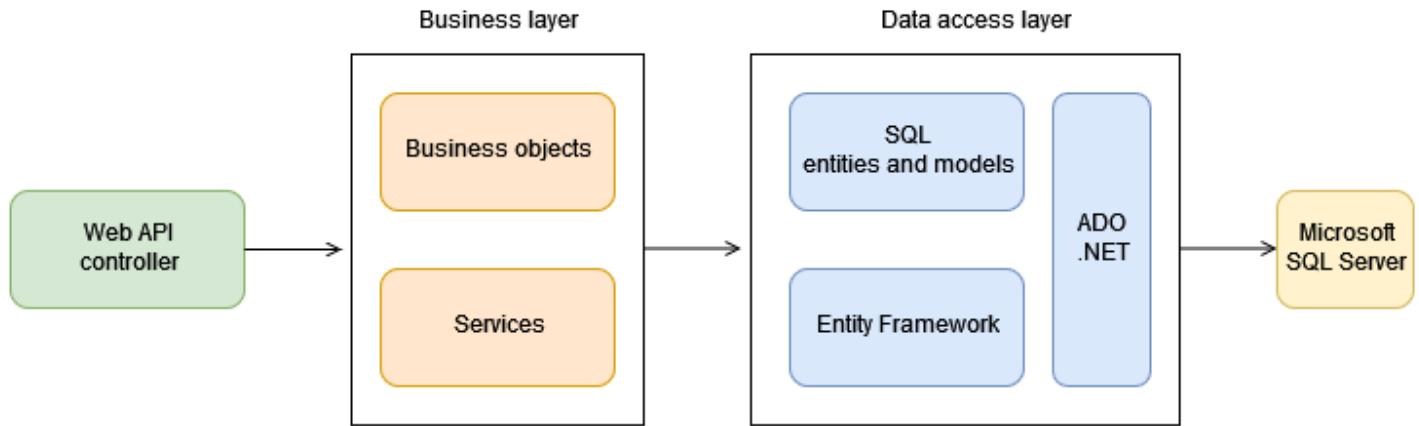 Business layer
Data access layer
Business objects
SQL
entities and models
Web API
controller
ADO
.NET
Microsoft
SQL Server
Services
Entity Framework